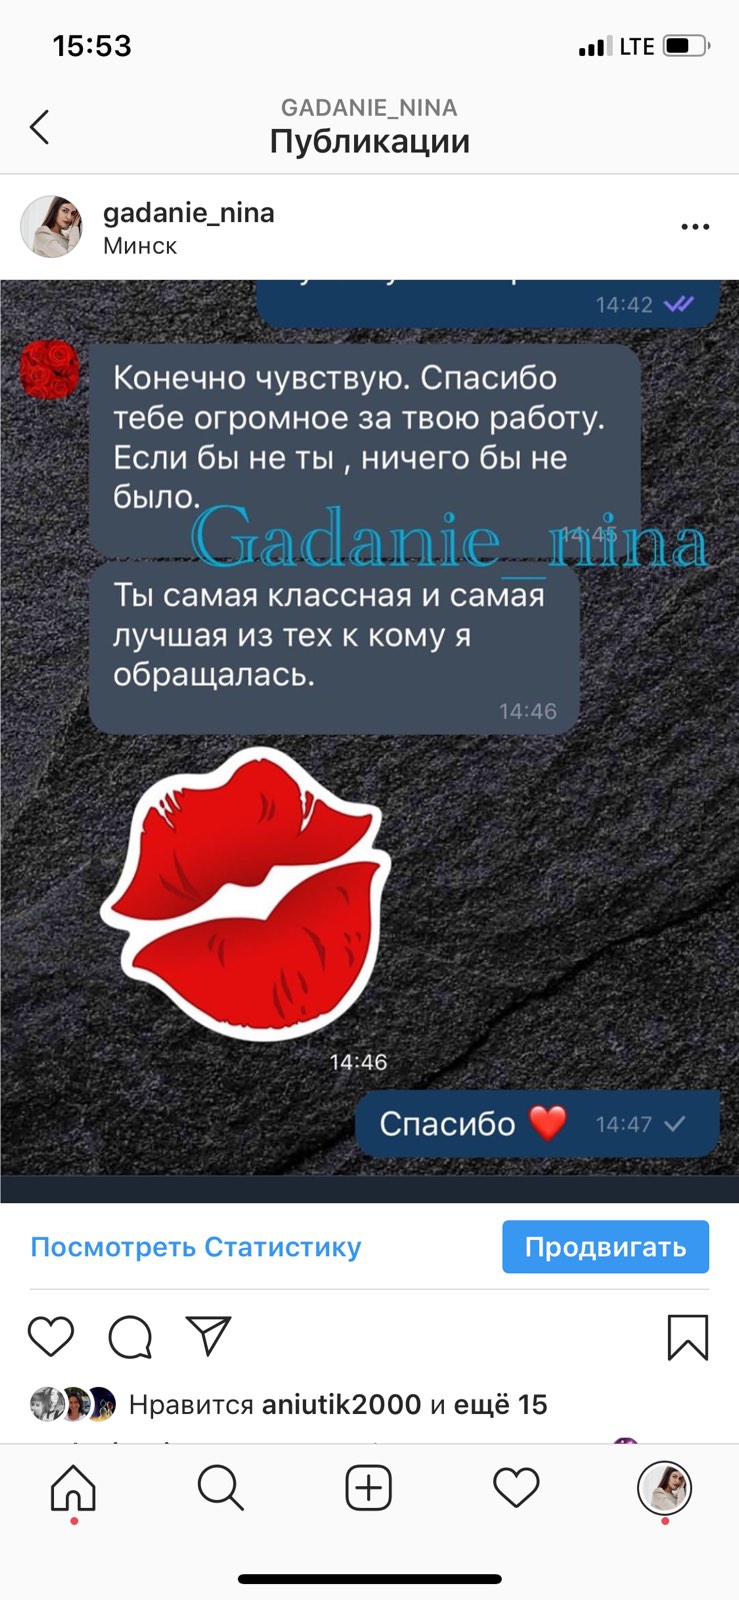 15:53
LTE
GADANIE_NINA
Публикации
gadanie_nina
Минск
14:42
Конечно чувствую. Спасибо
тебе огромное за твою работу.
Если бы не ты , ничего бы не
было.
14:45
Gadanie_nina
Ты самая классная и самая
лучшая из тех к кому я
обращалась.
14:46
14:46
Спасибо ❤️ 14:47
Посмотреть Статистику
Продвигать
Нравится aniutik2000 и ещё 15